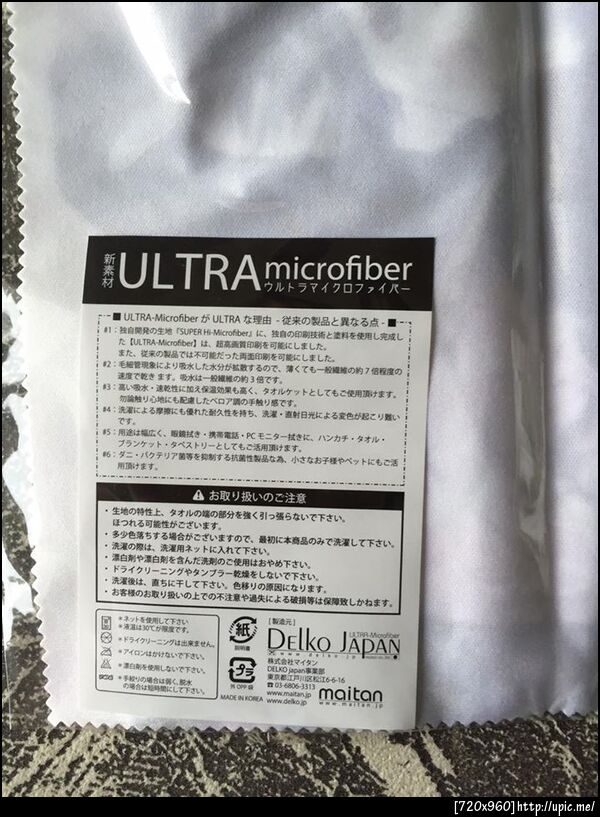 新素材 ULTRA microfiber
ウルトラマイクロファイバー
■ ULTRA-Microfiber が ULTRA な理由 - 従来の製品と異なる点 - ■
#1：独自開発の生地『SUPER Hi-Microfiber』に、独自の印刷技術と塗料を使用し完成し
た【ULTRA-Microfiber】は、超高画質印刷を可能にしました。
また、従来の製品では不可能だった両面印刷を可能にしました。
#2：毛細管現象により吸水した水分が拡散するので、薄くても一般繊維の約7倍程度の
速度で乾きます。吸水は一般繊維の約3倍です。
#3：高い吸水・速乾性に加え保温効果も高く、タオルケットとしてもご使用頂けます。
勿論触り心地にも配慮したベロア調の手触り感です。
#4：洗濯による摩擦にも優れた耐久性を持ち、洗濯・直射日光による変色が起こり難い
です。
#5：用途は幅広く、眼鏡拭き・携帯電話・PCモニター拭きに、ハンカチ・タオル・
ブランケット・タペストリーとしてもご活用頂けます。
#6：ダニ・バクテリア菌等を抑制する抗菌性製品な為、小さなお子様やペットにもご活
用頂けます。
お取り扱いのご注意
・生地の特性上、タオルの端の部分を強く引っ張らないで下さい。
ほつれる可能性がございます。
・多少色落ちする場合がございますので、最初に本商品のみで洗濯して下さい。
・洗濯の際は、洗濯用ネットに入れて下さい。
・漂白剤や漂白剤を含んだ洗剤のご使用はおやめ下さい。
・ドライクリーニングやタンブラー乾燥をしないで下さい。
・洗濯後は、直ちに干して下さい。色移りの原因になります。
・お客様のお取り扱いの上での不注意や過失による破損等は保障致しかねます。
＊ネットを使用して下さい
＊液温は30℃が限度です。
＊ドライクリーニングは出来ません。
＊アイロンはかけないで下さい。
＊漂白剤を使用しないで下さい。
＊手絞りの場合は弱く、脱水
の場合は短時間にして下さい。
紙
説明書
プラ
外 OPP 袋
MADE IN KOREA
[製造元]
ULTRA-Microfiber
DELKO JAPAN
www.delko.jp
株式会社マイタン
DELKO japan事業部
東京都江戸川区松江6-6-16
☎ 03-6806-3313
www.maitan.jp
www.delko.jp
maitan
www.maitan.jp
[720x960]http://upic.me/